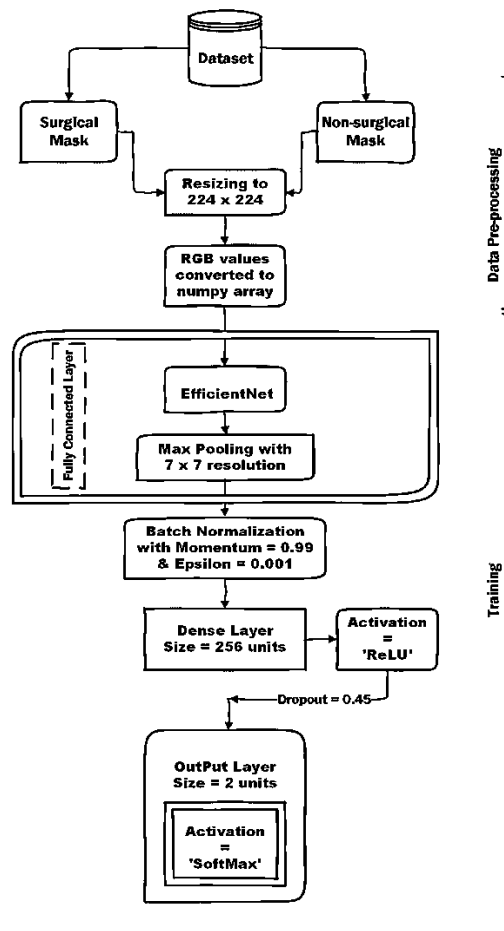 Dataset
Surgical
Mask
Non-surgical
Mask
Resizing to
224 x 224
RGB values
converted to
numpy array
Data Pre-processing
Fully Connected Layer
EfficientNet
Max Pooling with
7 x 7 resolution
Batch Normalization
with Momentum = 0.99
& Epsilon = 0.001
Dense Layer
Size = 256 units
Activation
=
'ReLU'
Training
Dropout = 0.45
OutPut Layer
Size = 2 units
Activation
=
'SoftMax'